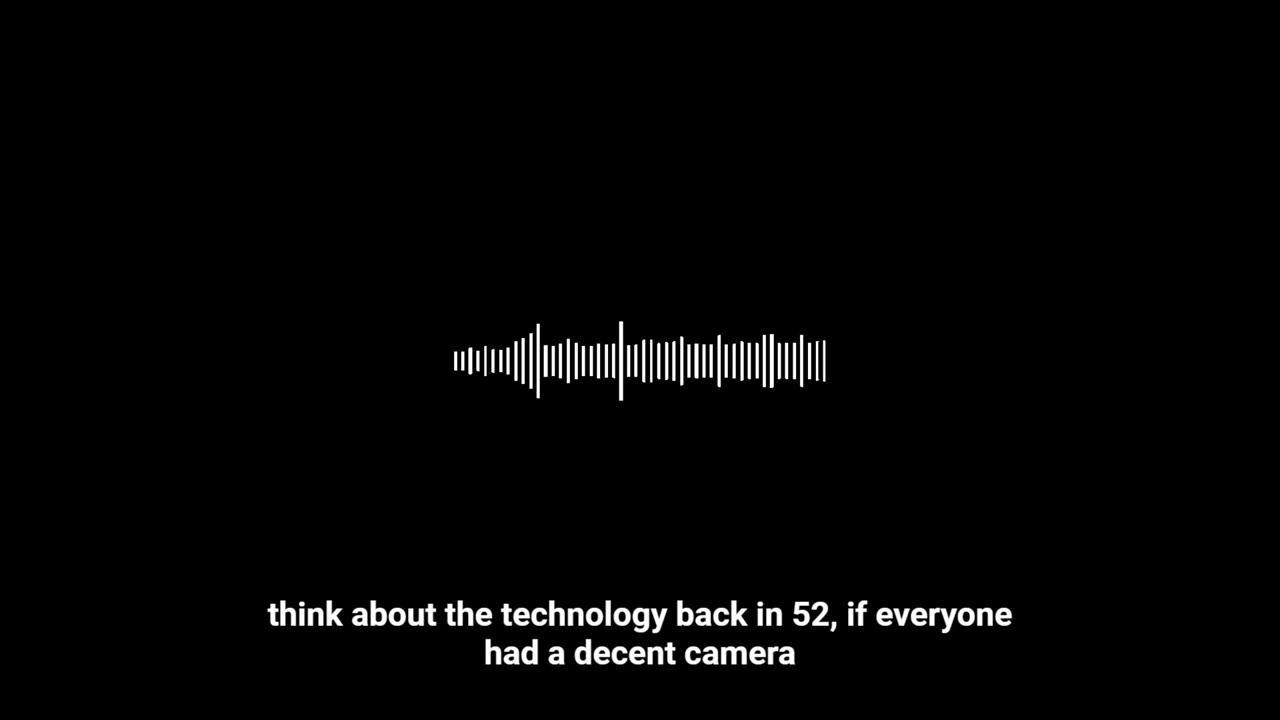 think about the technology back in 52, if everyone
had a decent camera